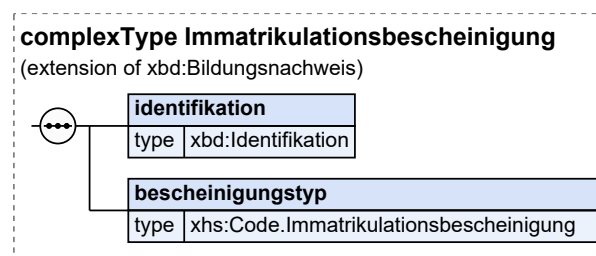 complexType Immatrikulationsbescheinigung
(extension of xbd:Bildungsnachweis)
identifikation
type xbd:Identifikation
bescheinigungstyp
type xhs:Code.Immatrikulationsbescheinigung